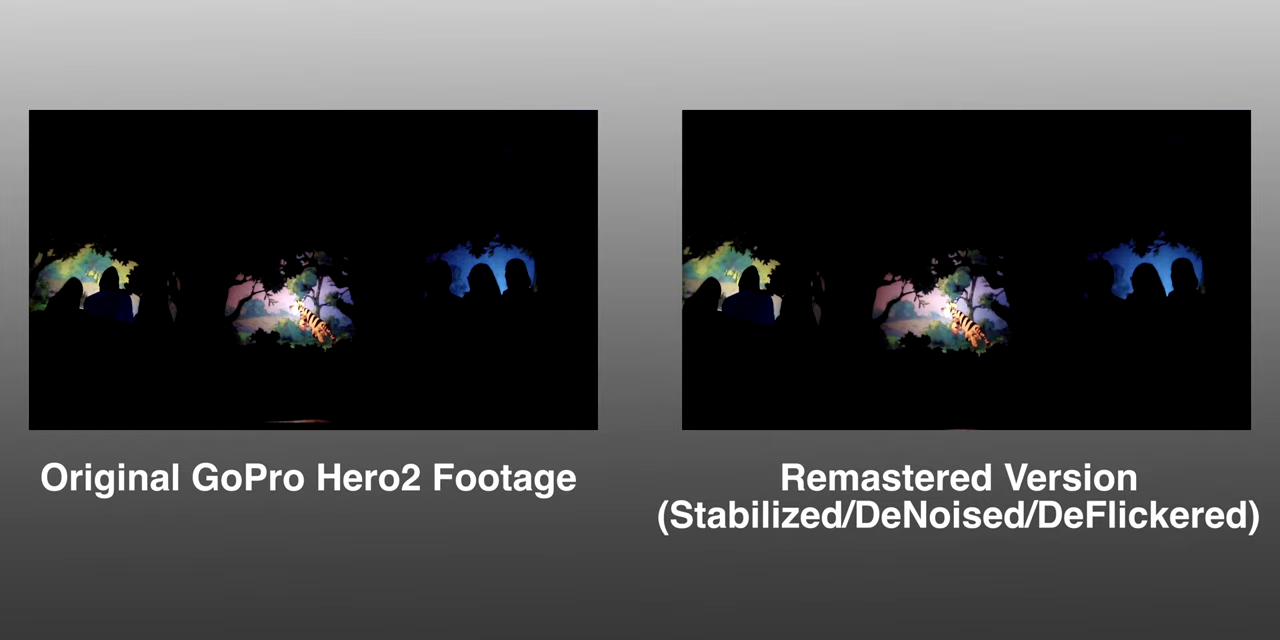 Original GoPro Hero2 Footage
Remastered Version
(Stabilized/DeNoised/DeFlickered)